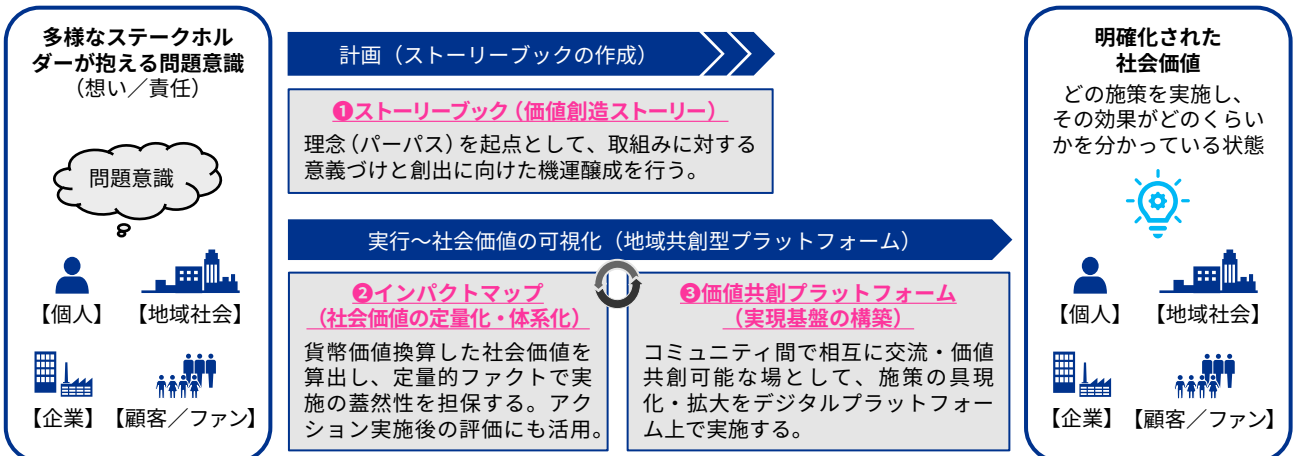 多様なステークホル
ダーが抱える問題意識
（想い／責任）
問題意識
【個人】
【地域社会】
【企業】
【顧客／ファン】
計画（ストーリーブックの作成）
❶ストーリーブック（価値創造ストーリー）
理念（パーパス）を起点として、取組みに対する
意義づけと創出に向けた機運醸成を行う。
実行～社会価値の可視化（地域共創型プラットフォーム）
❷インパクトマップ
（社会価値の定量化・体系化）
貨幣価値換算した社会価値を
算出し、定量的ファクトで実
施の蓋然性を担保する。アク
ション実施後の評価にも活用。
❸価値共創プラットフォーム
（実現基盤の構築）
コミュニティ間で相互に交流・価値
共創可能な場として、施策の具現
化・拡大をデジタルプラットフォー
ム上で実施する。
明確化された
社会価値
どの施策を実施し、
その効果がどのくらい
かを分かっている状態
【個人】
【地域社会】
【企業】
【顧客／ファン】